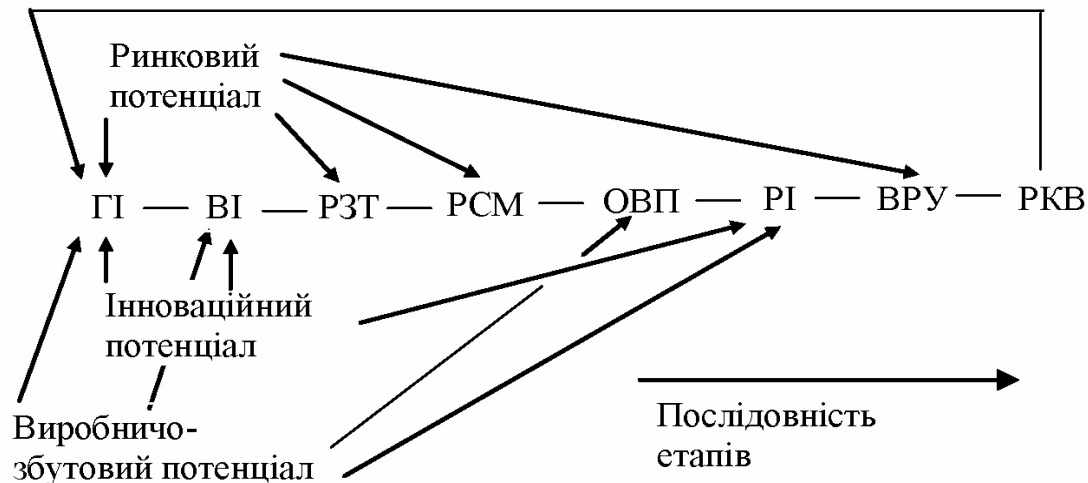 Ринковий
потенціал
ГІ — ВІ — РЗТ — РСМ — ОВП — РІ — ВРУ — РКВ
Інноваційний
потенціал
Виробничо-
збутовий потенціал
Послідовність
етапів